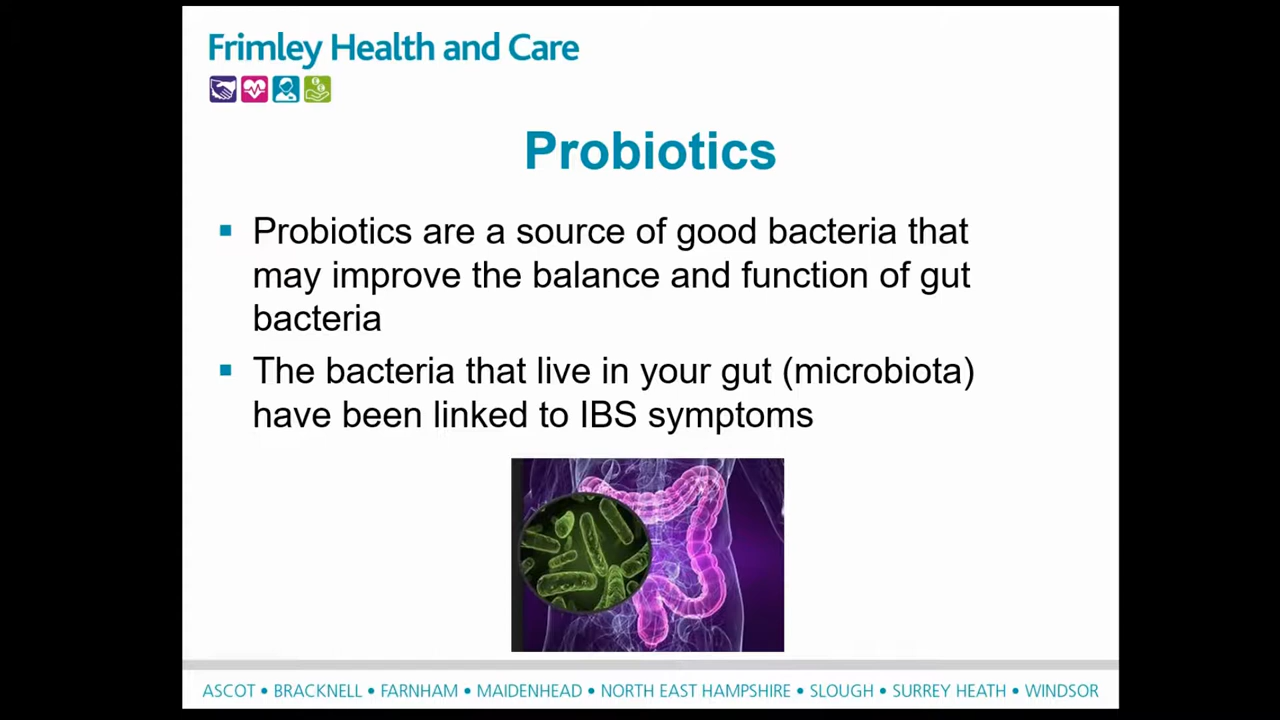 Frimley Health and Care
Probiotics
▪ Probiotics are a source of good bacteria that
may improve the balance and function of gut
bacteria
▪ The bacteria that live in your gut (microbiota)
have been linked to IBS symptoms
ASCOT • BRACKNELL • FARNHAM • MAIDENHEAD • NORTH EAST HAMPSHIRE • SLOUGH • SURREY HEATH • WINDSOR